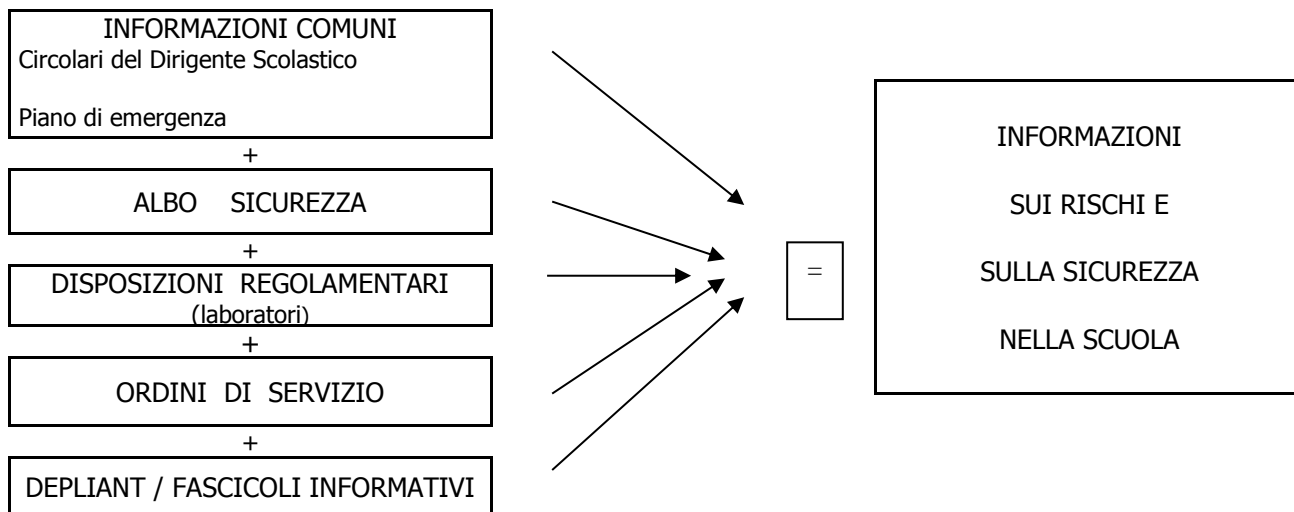 INFORMAZIONI COMUNI
Circolari del Dirigente Scolastico
Piano di emergenza
+
ALBO SICUREZZA
+
DISPOSIZIONI REGOLAMENTARI
(laboratori)
+
ORDINI DI SERVIZIO
+
DEPLIANT / FASCICOLI INFORMATIVI
=
INFORMAZIONI
SUI RISCHI E
SULLA SICUREZZA
NELLA SCUOLA